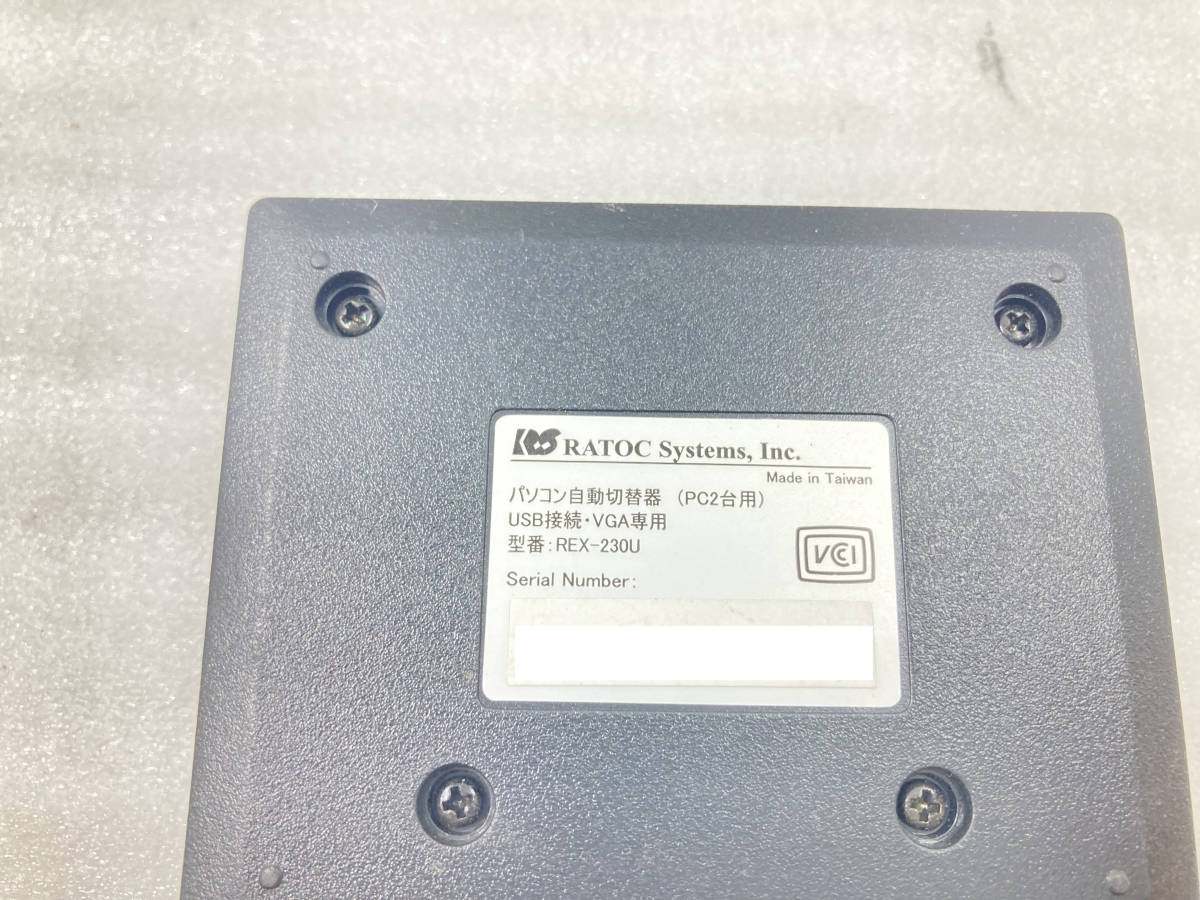 RATOC Systems, Inc.
Made in Taiwan
パソコン自動切替器 (PC2台用)
USB接続・VGA専用
型番:REX-230U
VCCI
Serial Number: